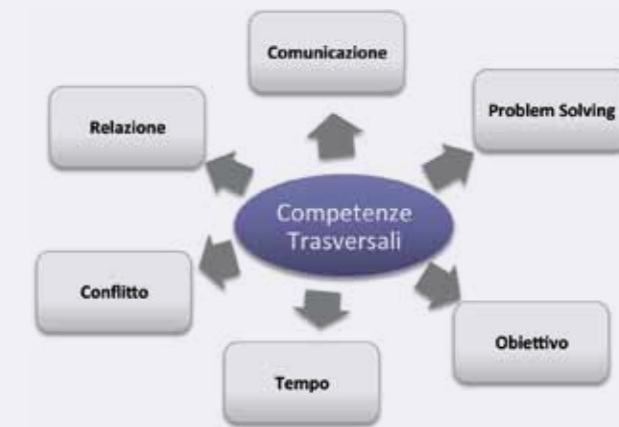 Comunicazione
Problem Solving
Relazione
Competenze
Trasversali
Conflitto
Obiettivo
Tempo